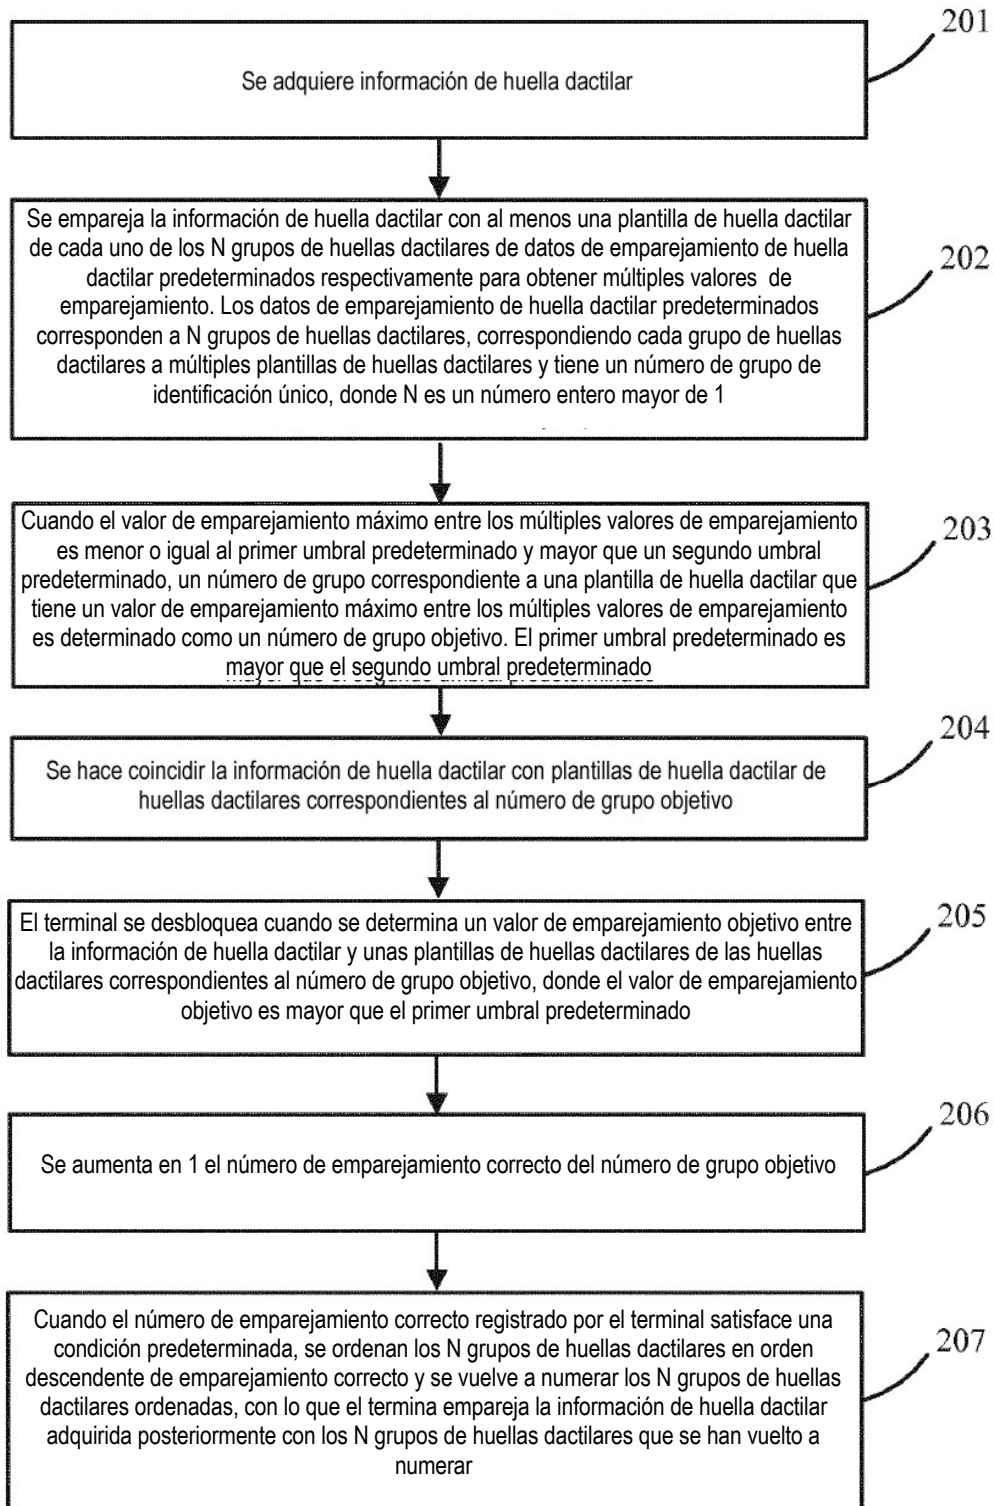 201
Se adquiere información de huella dactilar
Se empareja la información de huella dactilar con al menos una plantilla de huella dactilar
de cada uno de los N grupos de huellas dactilares de datos de emparejamiento de huella
dactilar predeterminados respectivamente para obtener múltiples valores de
emparejamiento. Los datos de emparejamiento de huella dactilar predeterminados
corresponden a N grupos de huellas dactilares, correspondiendo cada grupo de huellas
dactilares a múltiples plantillas de huellas dactilares y tiene un número de grupo de
identificación único, donde N es un número entero mayor de 1
202
Cuando el valor de emparejamiento máximo entre los múltiples valores de emparejamiento
es menor o igual al primer umbral predeterminado y mayor que un segundo umbral
predeterminado, un número de grupo correspondiente a una plantilla de huella dactilar que
tiene un valor de emparejamiento máximo entre los múltiples valores de emparejamiento
es determinado como un número de grupo objetivo. El primer umbral predeterminado es
mayor que el segundo umbral predeterminado
203
Se hace coincidir la información de huella dactilar con plantillas de huella dactilar de
huellas dactilares correspondientes al número de grupo objetivo
204
El terminal se desbloquea cuando se determina un valor de emparejamiento objetivo entre
la información de huella dactilar y unas plantillas de huellas dactilares de las huellas
dactilares correspondientes al número de grupo objetivo, donde el valor de emparejamiento
objetivo es mayor que el primer umbral predeterminado
205
Se aumenta en 1 el número de emparejamiento correcto del número de grupo objetivo
206
Cuando el número de emparejamiento correcto registrado por el terminal satisface una
condición predeterminada, se ordenan los N grupos de huellas dactilares en orden
descendente de emparejamiento correcto y se vuelve a numerar los N grupos de huellas
dactilares ordenadas, con lo que el termina empareja la información de huella dactilar
adquirida posteriormente con los N grupos de huellas dactilares que se han vuelto a
numerar
207